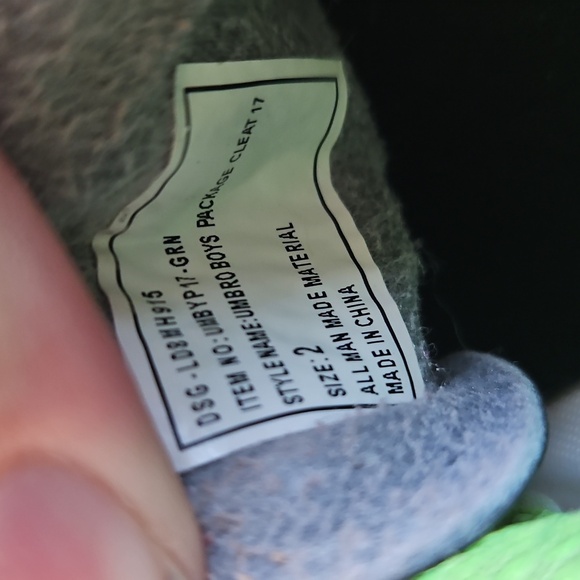 DSG - LD8MH975
ITEM NO:UMBYP17-GRN
STYLE NAME:UMBRO BOYS PACKAGE CLEAT 17
SIZE:2
ALL MAN MADE MATERIAL
MADE IN CHINA